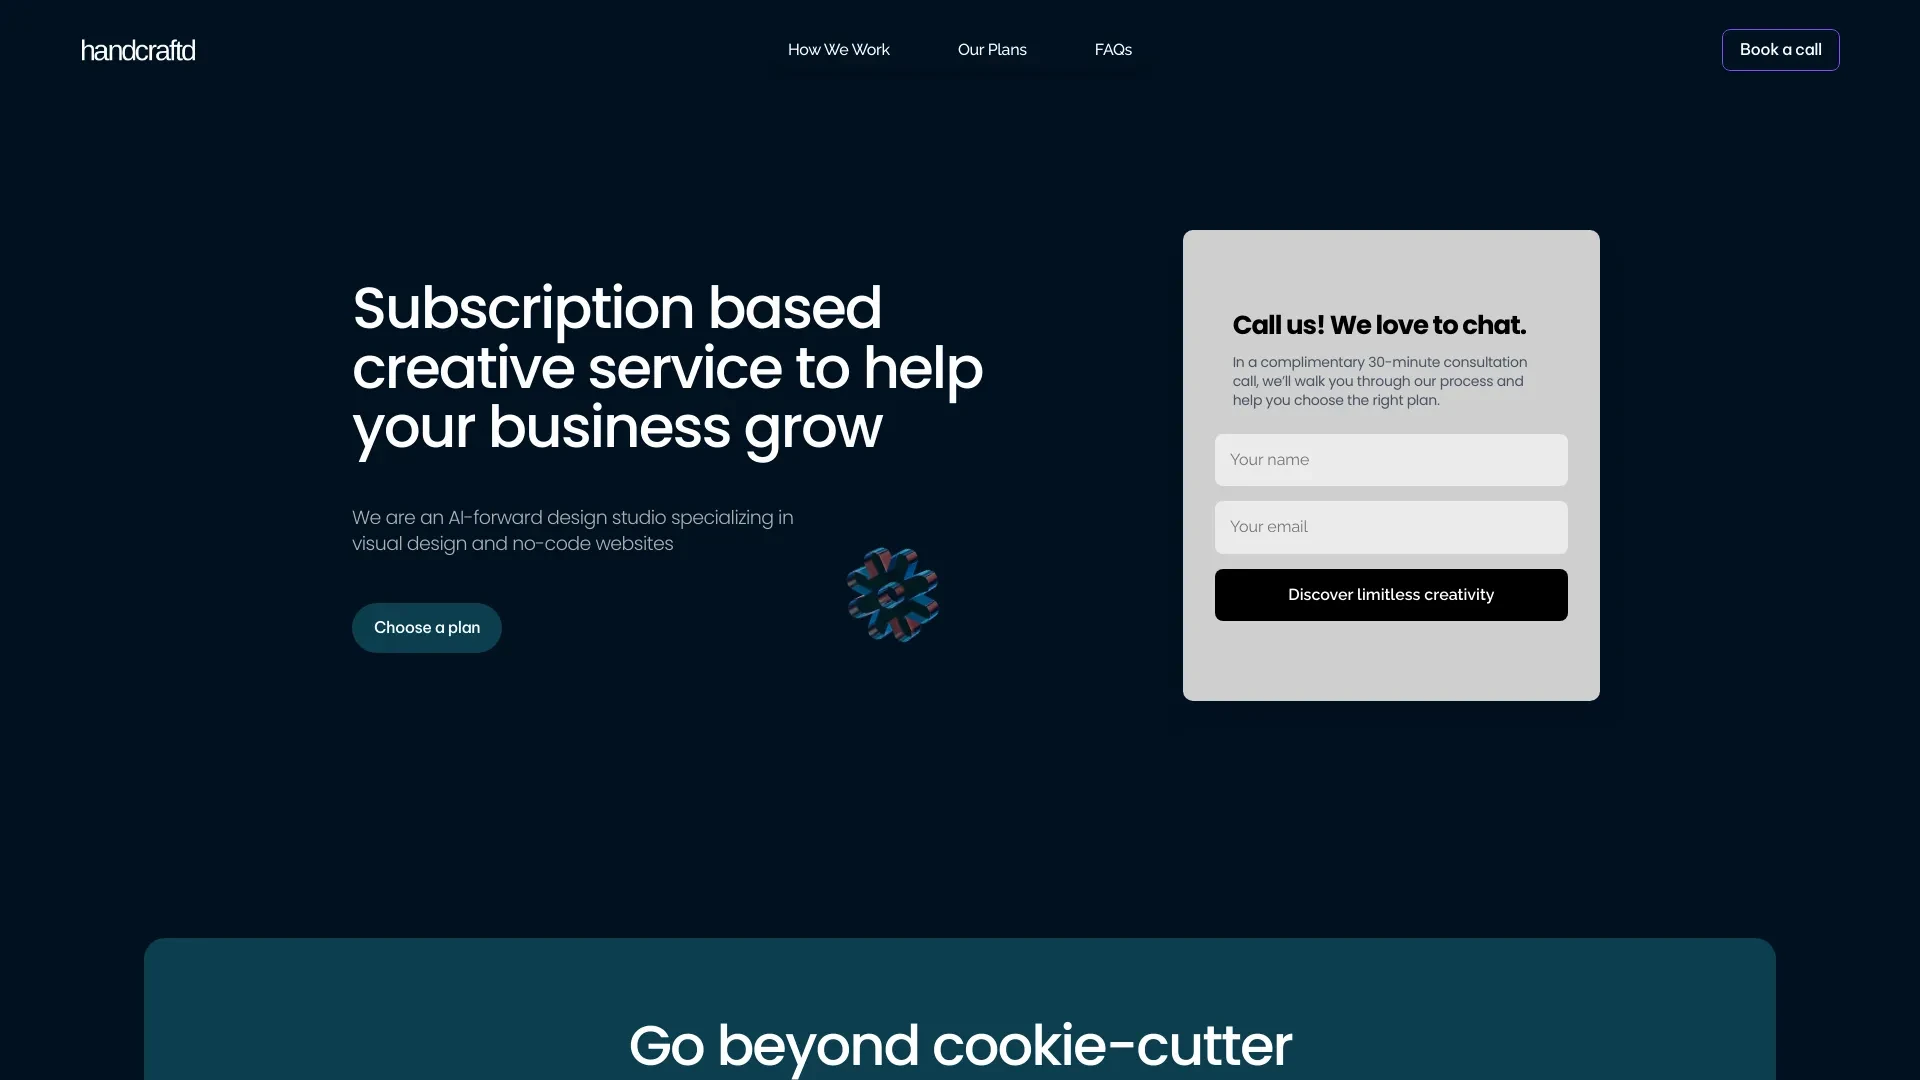 handcraftd
How We Work
Our Plans
FAQs
Book a call
Subscription based
creative service to help
your business grow
We are an AI-forward design studio specializing in
visual design and no-code websites
Choose a plan
Call us! We love to chat.
In a complimentary 30-minute consultation
call, we'll walk you through our process and
help you choose the right plan.
Your name
Your email
Discover limitless creativity
Go beyond cookie-cutter